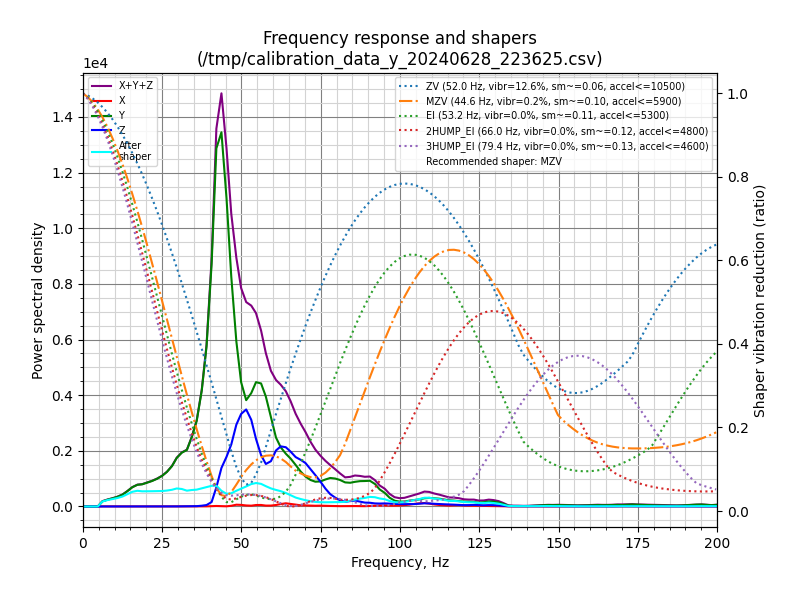 Frequency response and shapers
(/tmp/calibration_data_y_20240628_223625.csv)
1e4
X+Y+Z
X
Y
Z
After
shaper
ZV (52.0 Hz, vibr=12.6%, sm~=0.06, accel<=10500)
MZV (44.6 Hz, vibr=0.2%, sm~=0.10, accel<=5900)
EI (53.2 Hz, vibr=0.0%, sm~=0.11, accel<=5300)
2HUMP_EI (66.0 Hz, vibr=0.0%, sm~=0.12, accel<=4800)
3HUMP_EI (79.4 Hz, vibr=0.0%, sm~=0.13, accel<=4600)
Recommended shaper: MZV
1.4
1.2
1.0
0.8
0.6
0.4
0.2
0.0
Power spectral density
1.0
0.8
0.6
0.4
0.2
0.0
Shaper vibration reduction (ratio)
0 25 50 75 100 125 150 175 200
Frequency, Hz